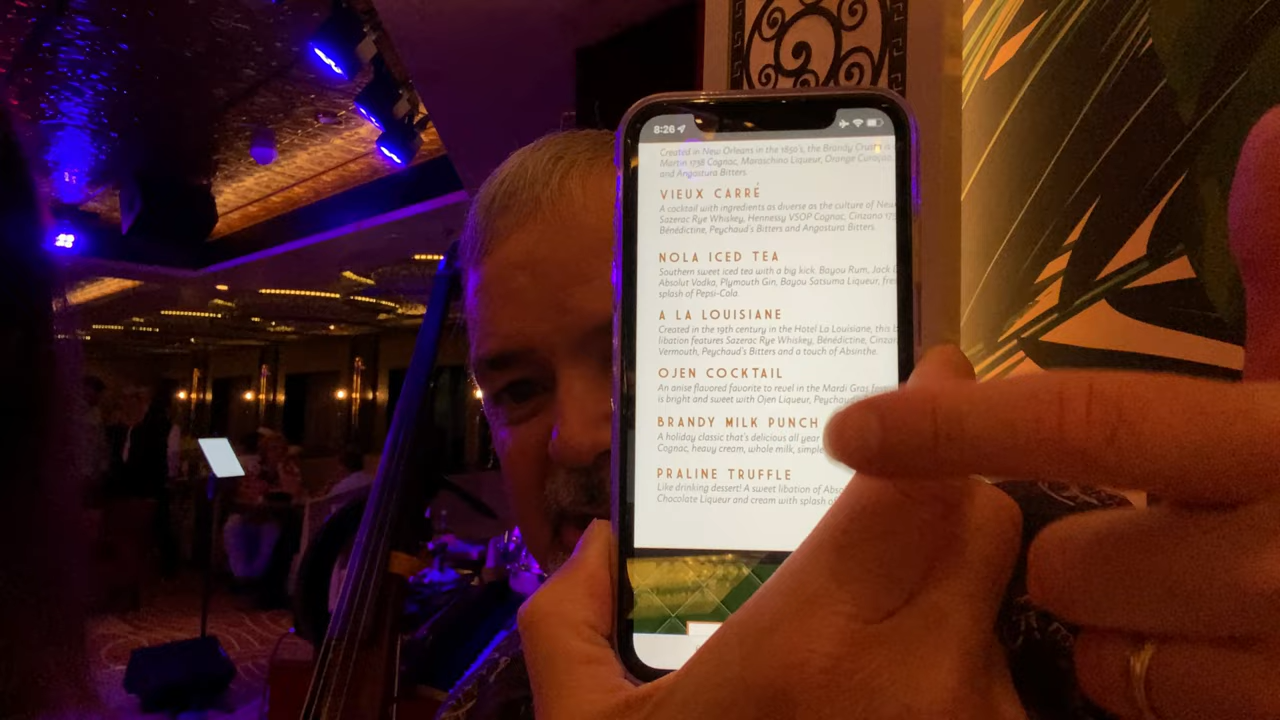 8:26
Created in New Orleans in the 1850's, the Brandy Crusta is
Martin 1738 Cognac, Maraschino Liqueur, Orange Curaçao,
and Angostura Bitters.
VIEUX CARRÉ
A cocktail with ingredients as diverse as the culture of New
Sazerac Rye Whiskey, Hennessy VSOP Cognac, Cinzano
Bénédictine, Peychaud's Bitters and Angostura Bitters.
NOLA ICED TEA
Southern sweet iced tea with a big kick. Bayou Rum, Jack
Absolut Vodka, Plymouth Gin, Bayou Satsuma Liqueur,
splash of Pepsi-Cola.
A LA LOUISIANE
Created in the 19th century in the Hotel La Louisiane, this
libation features Sazerac Rye Whiskey, Bénédictine,
Vermouth, Peychaud's Bitters and a touch of Absinthe.
OJEN COCKTAIL
An anise flavored favorite to revel in the Mardi Gras
is bright and sweet with Ojen Liqueur,
BRANDY MILK PUNCH
A holiday classic that's delicious all year
Cognac, heavy cream, whole milk, simple
PRALINE TRUFFLE
Like drinking dessert! A sweet libation of
Chocolate Liqueur and cream with splash